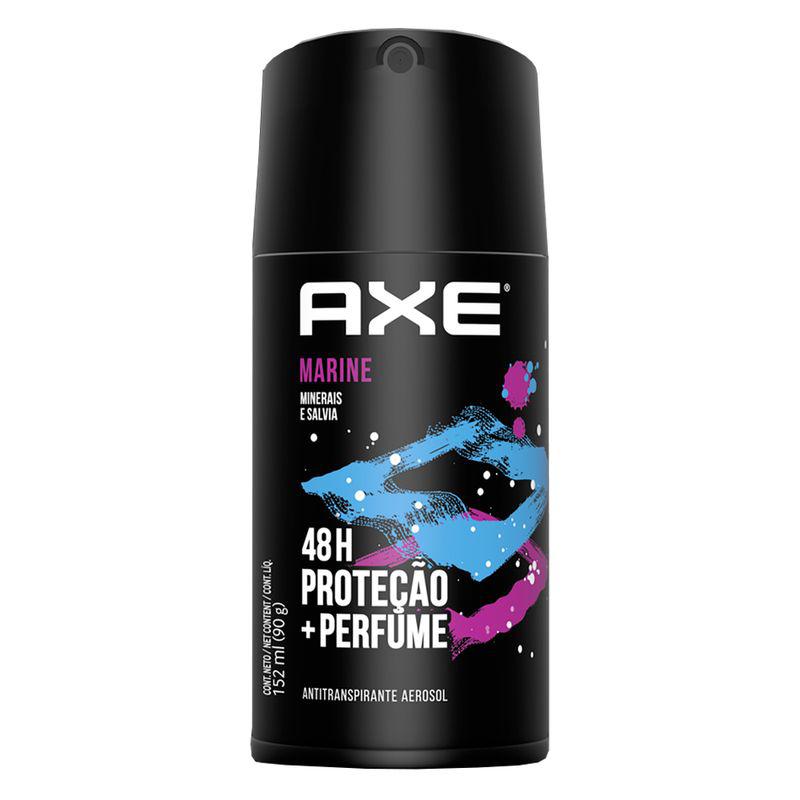 AXE®
MARINE
MINERAIS
E SALVIA
48H
PROTEÇÃO
+PERFUME
ANTITRANSPIRANTE AEROSOL
CONT. NETO / NET CONTENT / CONT. LÍQ.
152 ml (90 g)